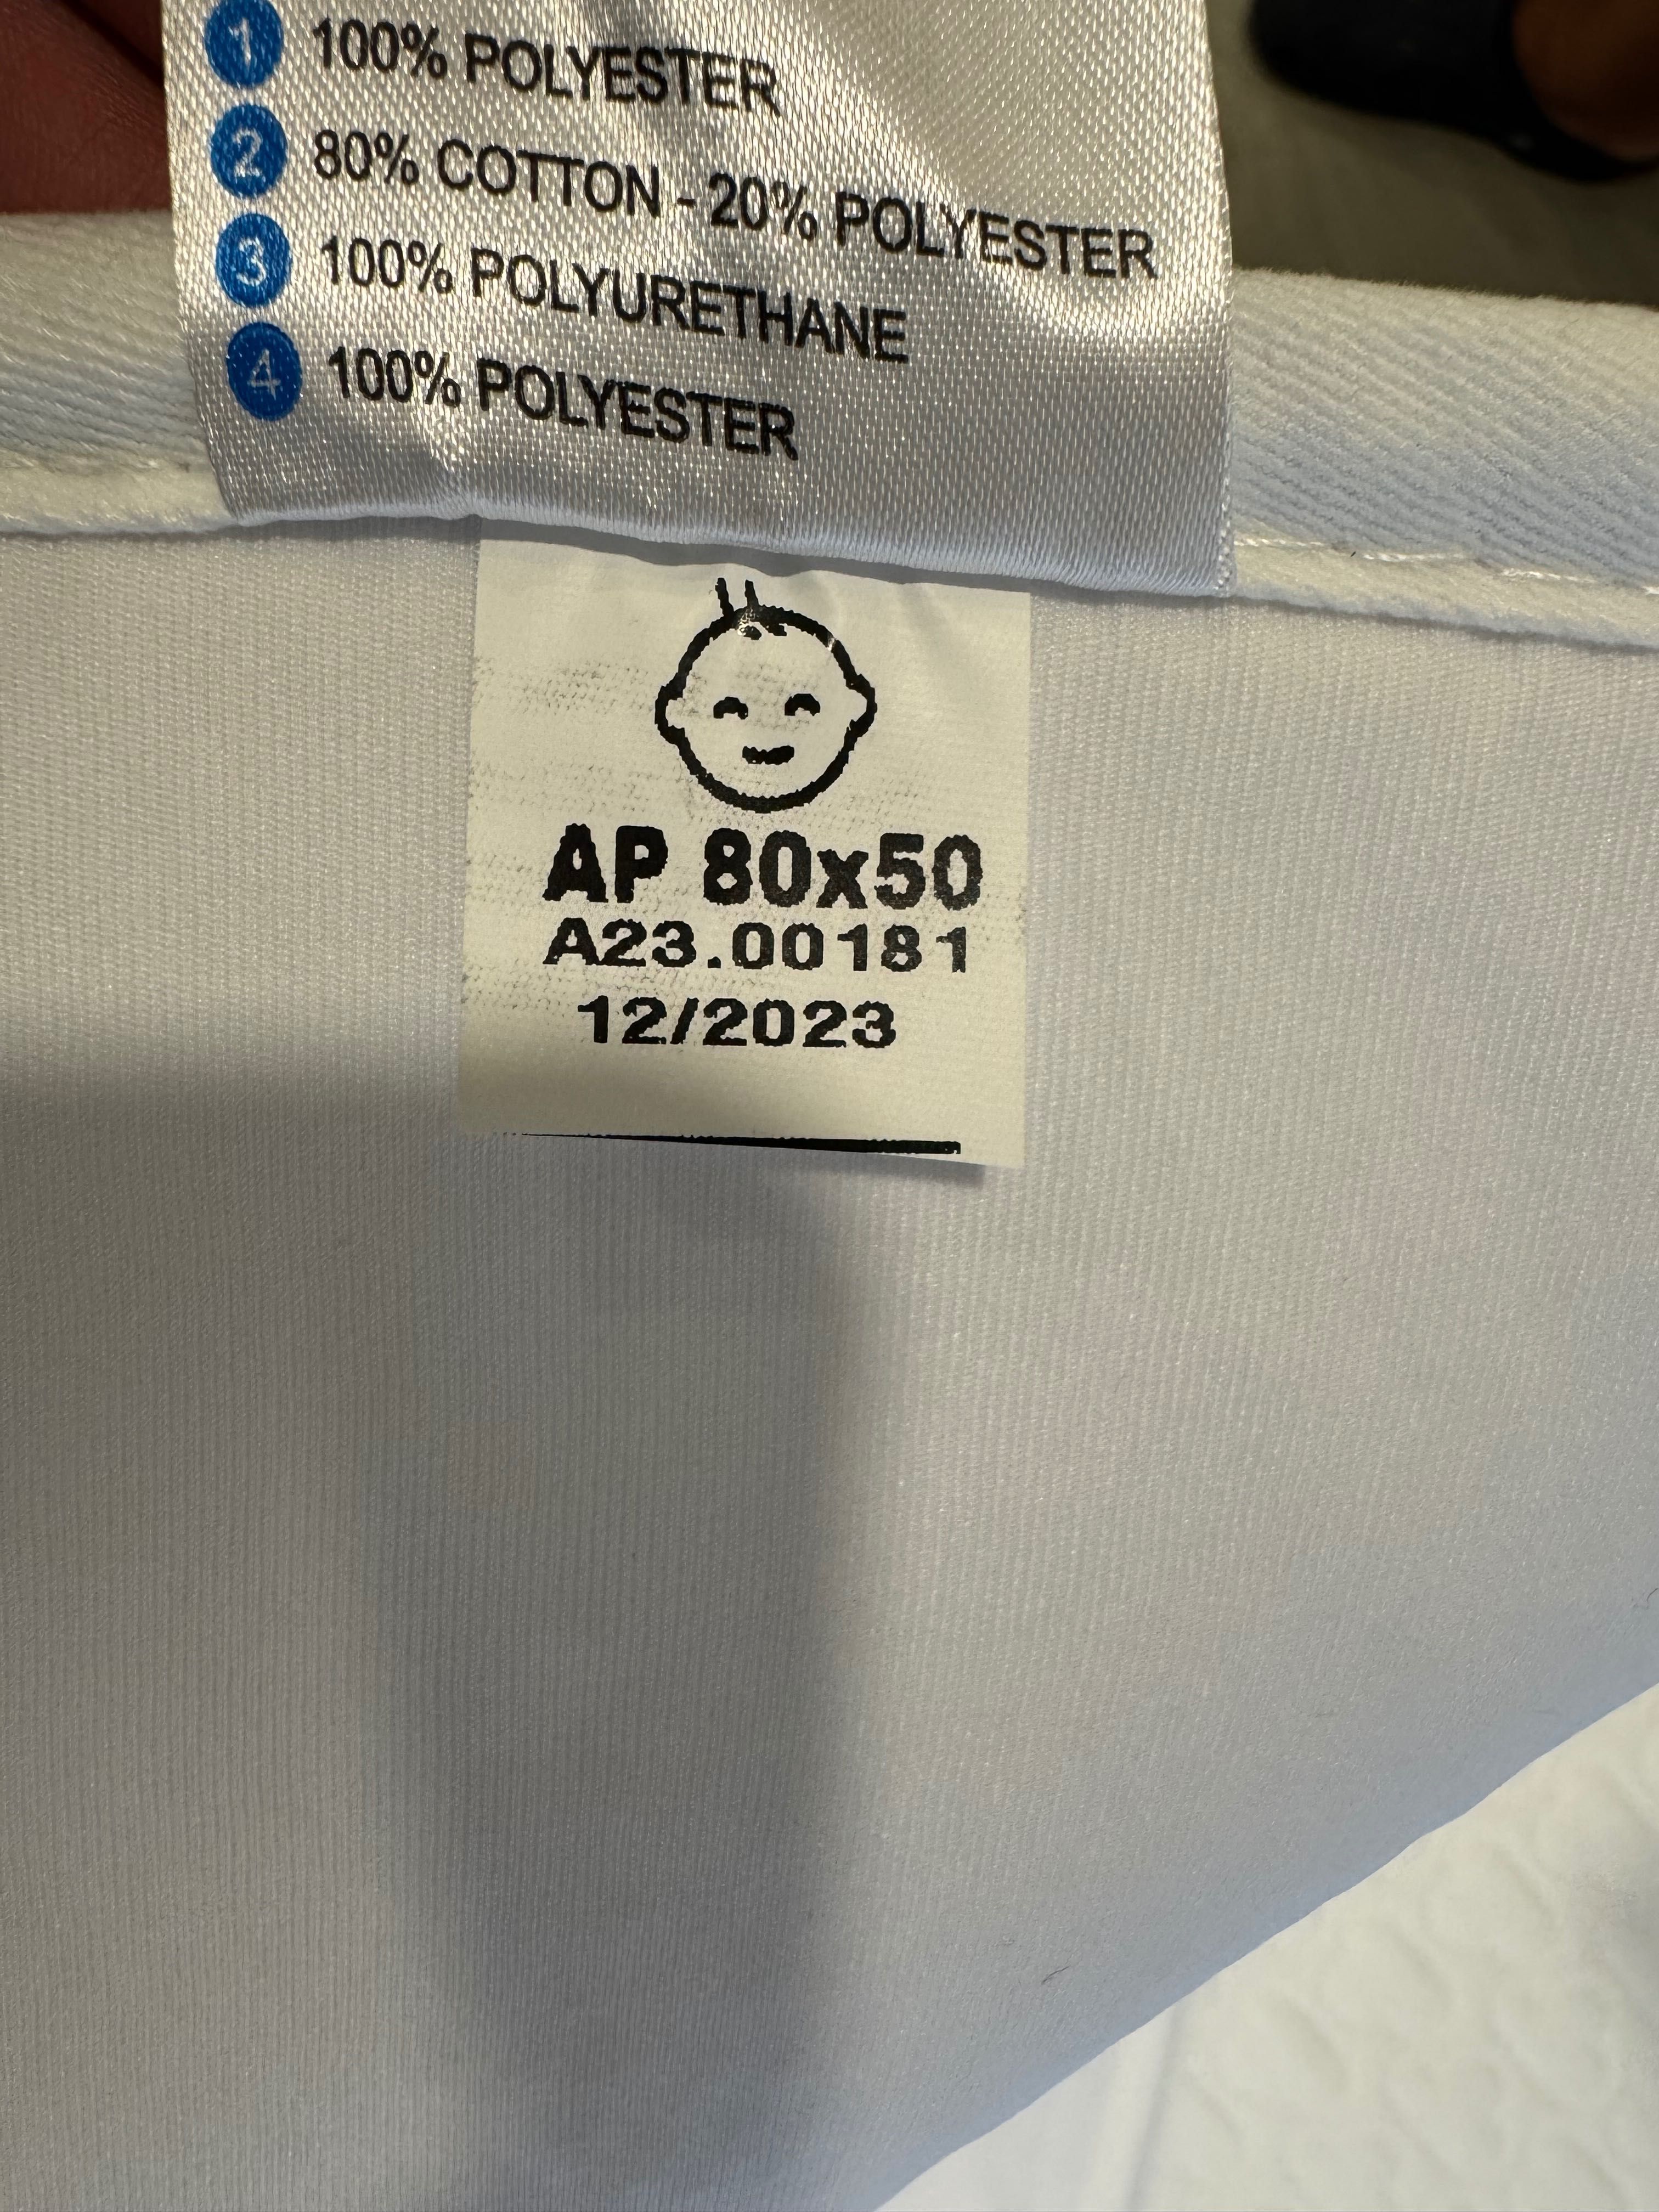 1 100% POLYESTER
2 80% COTTON - 20% POLYESTER
3 100% POLYURETHANE
4 100% POLYESTER
AP 80x50
A23.00181
12/2023